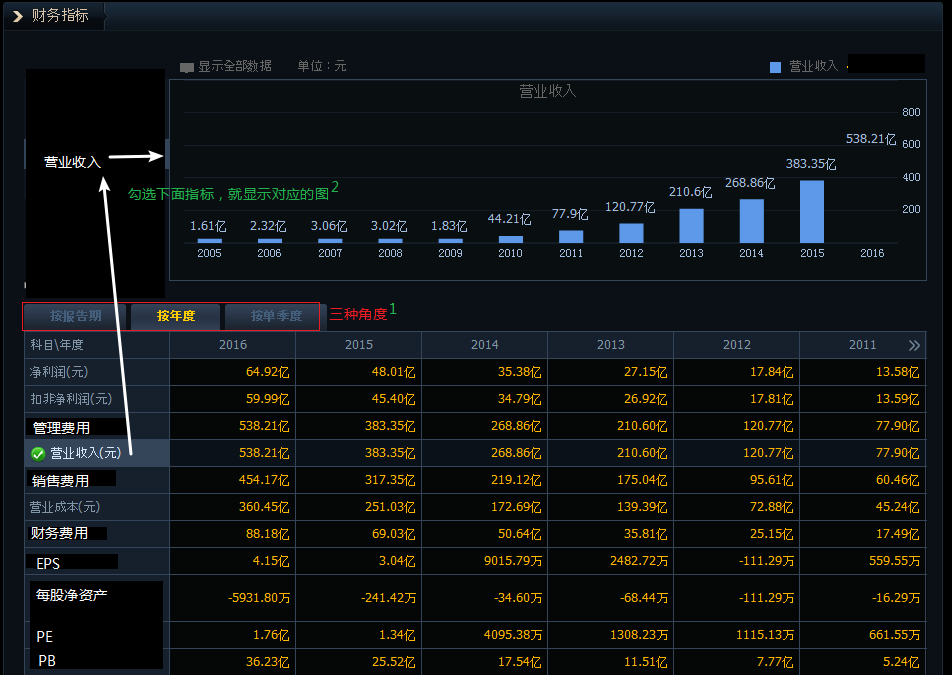 财务指标
显示全部数据 单位：元 营业收入
营业收入
800
600
400
200
538.21亿
383.35亿
268.86亿
210.6亿
120.77亿
77.9亿
44.21亿
1.61亿 2.32亿 3.06亿 3.02亿 1.83亿
2005 2006 2007 2008 2009 2010 2011 2012 2013 2014 2015 2016
营业收入
勾选下面指标，就显示对应的图2
按报告期 按年度 按单季度 三种角度1
科目\年度 2016 2015 2014 2013 2012 2011
净利润(元) 64.92亿 48.01亿 35.38亿 27.15亿 17.84亿 13.58亿
扣非净利润(元) 59.99亿 45.40亿 34.79亿 26.92亿 17.81亿 13.59亿
管理费用 538.21亿 383.35亿 268.86亿 210.60亿 120.77亿 77.90亿
营业收入(元) 538.21亿 383.35亿 268.86亿 210.60亿 120.77亿 77.90亿
销售费用 454.17亿 317.35亿 219.12亿 175.04亿 95.61亿 60.46亿
营业成本(元) 360.45亿 251.03亿 172.69亿 139.39亿 72.88亿 45.24亿
财务费用 88.18亿 69.03亿 50.64亿 35.81亿 25.15亿 17.49亿
EPS 4.15亿 3.04亿 9015.79万 2482.72万 -111.29万 559.55万
每股净资产 -5931.80万 -241.42万 -34.60万 -68.44万 -111.29万 -16.29万
PE 1.76亿 1.34亿 4095.38万 1308.23万 1115.13万 661.55万
PB 36.23亿 25.52亿 17.54亿 11.51亿 7.77亿 5.24亿